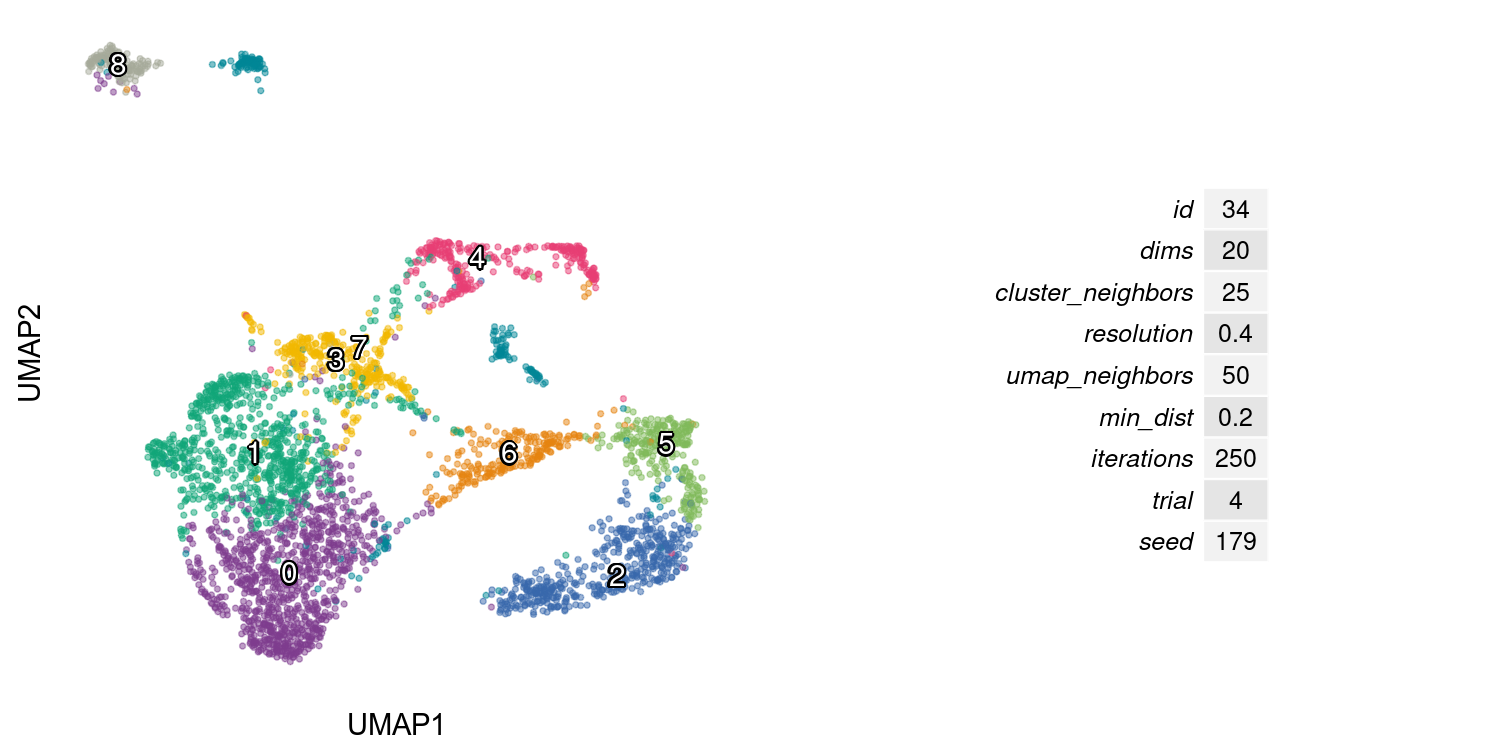 8
4
7
3
1
6
5
0
2
UMAP1
UMAP2
id 34
dims 20
cluster_neighbors 25
resolution 0.4
umap_neighbors 50
min_dist 0.2
iterations 250
trial 4
seed 179